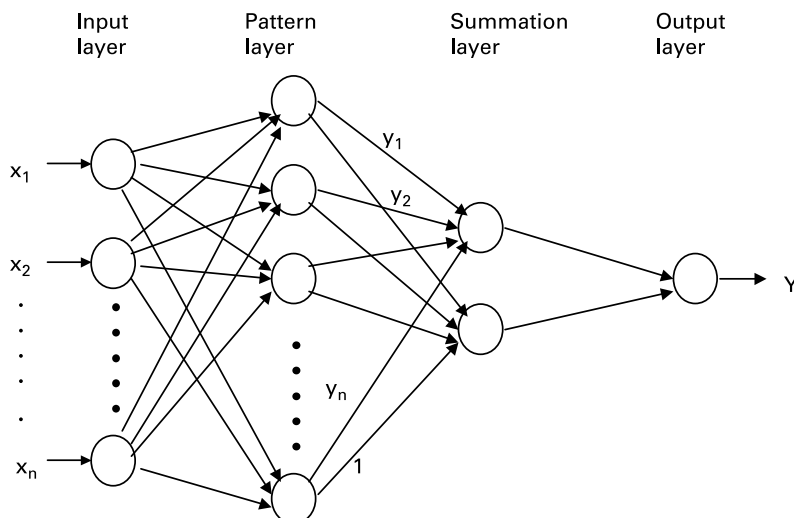 Input layer
Pattern layer
Summation layer
Output layer
x₁
x₂
xₙ
y₁
y₂
yₙ
1
Y